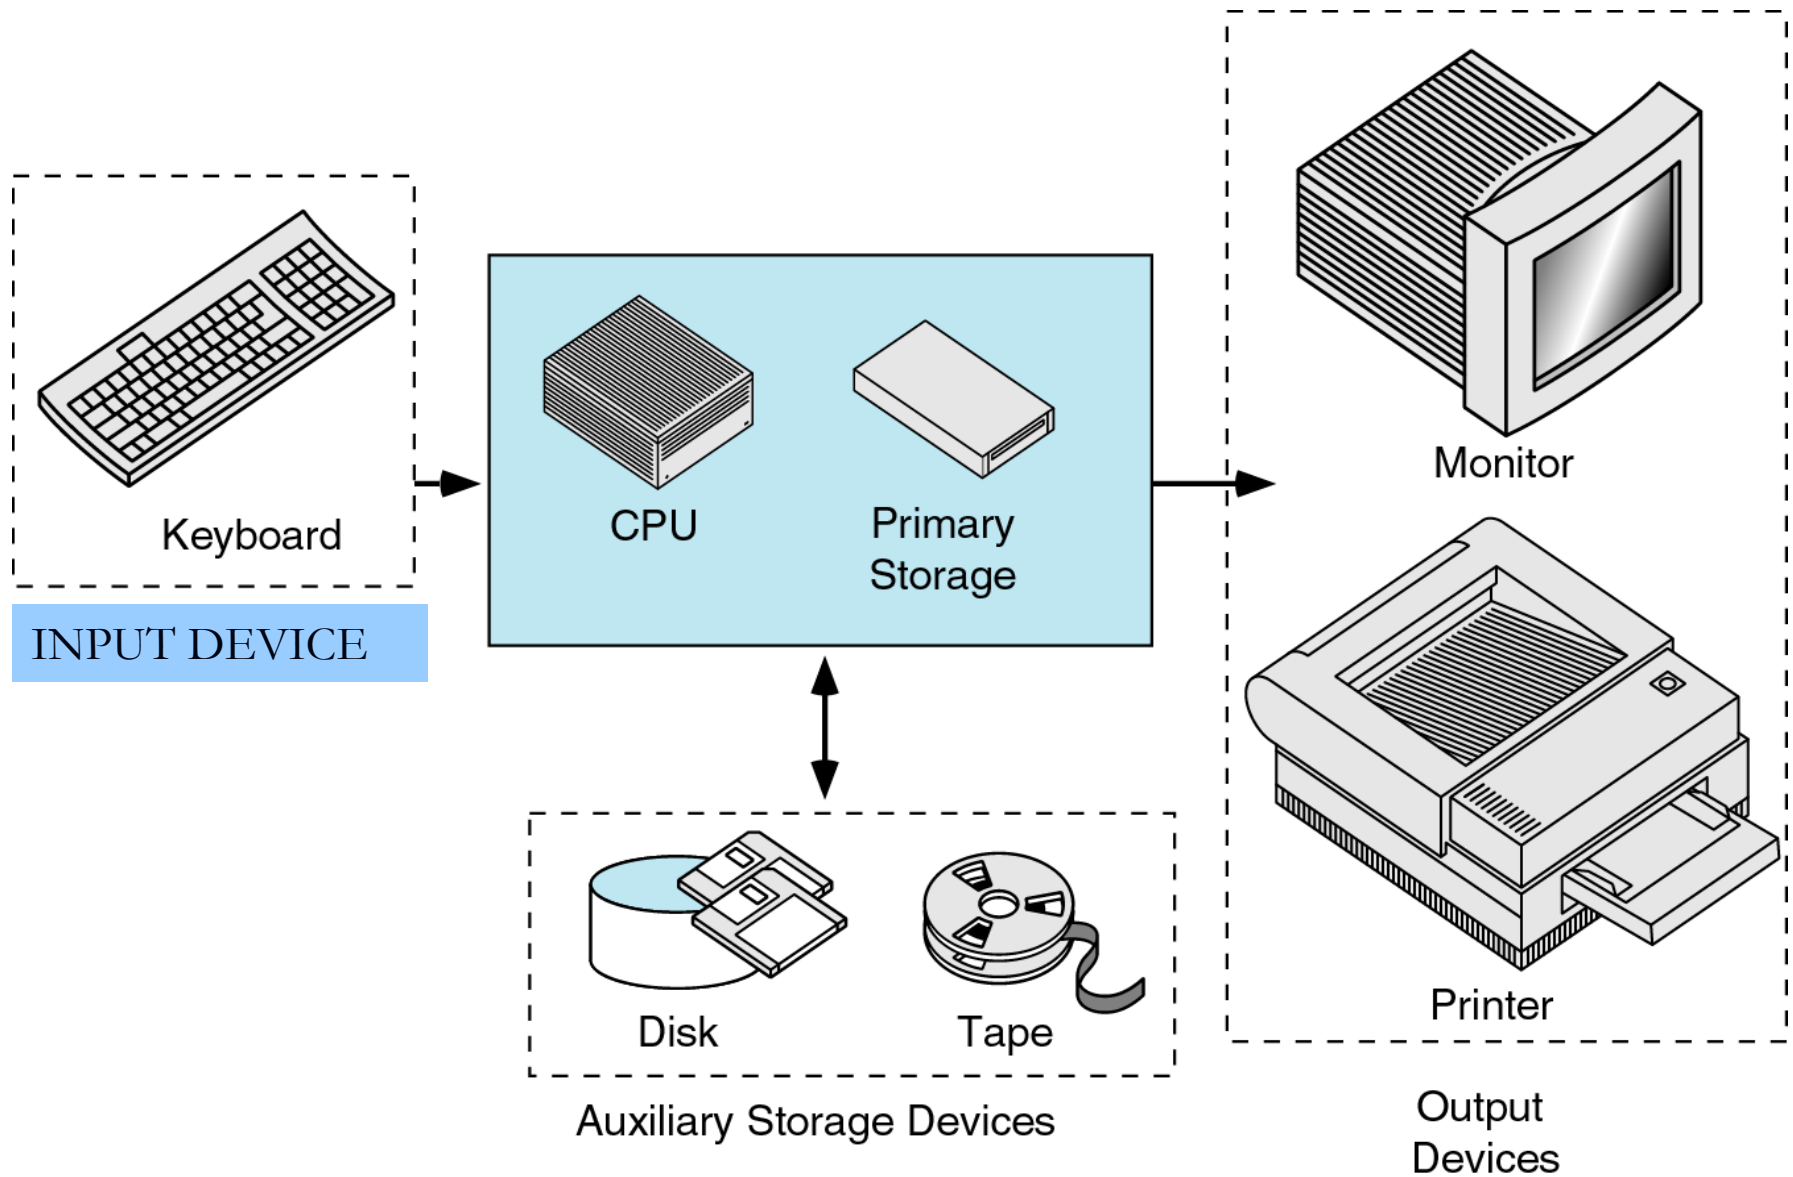 Keyboard
INPUT DEVICE
CPU
Primary
Storage
Monitor
Printer
Output
Devices
Disk
Tape
Auxiliary Storage Devices